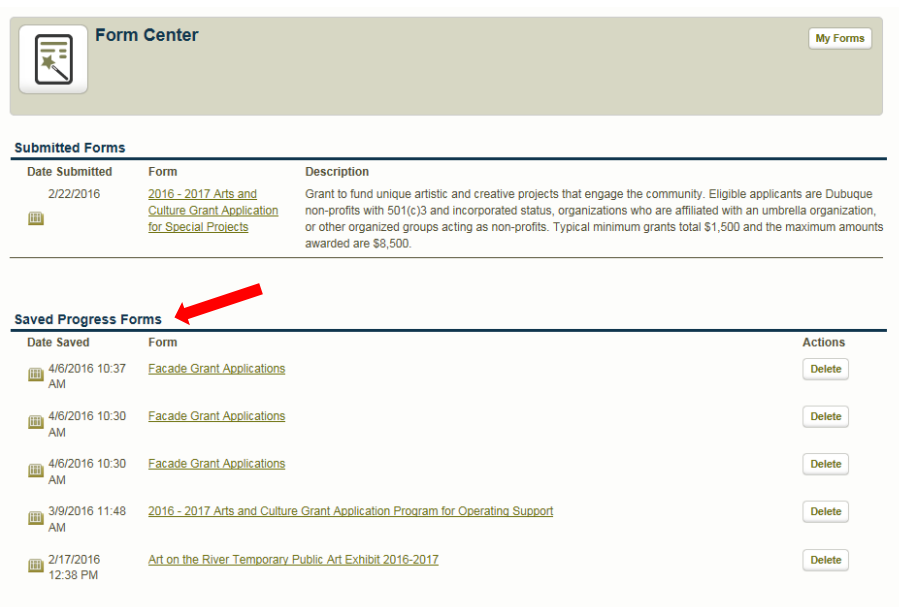 Form Center
My Forms
Submitted Forms
Date Submitted Form Description
2/22/2016 2016 - 2017 Arts and Grant to fund unique artistic and creative projects that engage the community. Eligible applicants are Dubuque
Culture Grant Application non-profits with 501(c)3 and incorporated status, organizations who are affiliated with an umbrella organization,
for Special Projects or other organized groups acting as non-profits. Typical minimum grants total $1,500 and the maximum amounts
awarded are $8,500.
Saved Progress Forms
Date Saved Form Actions
4/6/2016 10:37 Facade Grant Applications Delete
AM
4/6/2016 10:30 Facade Grant Applications Delete
AM
4/6/2016 10:30 Facade Grant Applications Delete
AM
3/9/2016 11:48 2016 - 2017 Arts and Culture Grant Application Program for Operating Support Delete
AM
2/17/2016 Art on the River Temporary Public Art Exhibit 2016-2017 Delete
12:38 PM